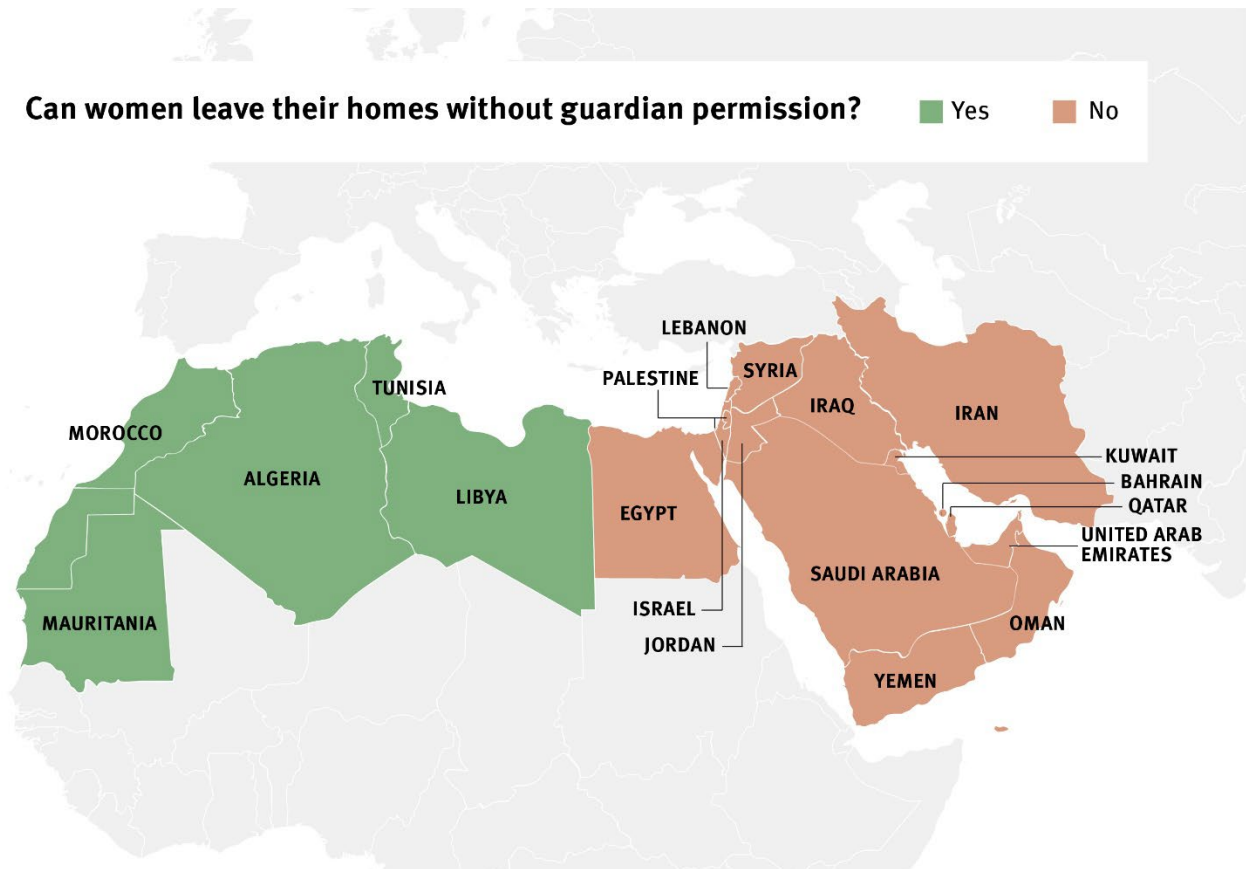 Can women leave their homes without guardian permission?
Yes
No
LEBANON
SYRIA
PALESTINE
TUNISIA
IRAQ
IRAN
MOROCCO
KUWAIT
ALGERIA
BAHRAIN
LIBYA
QATAR
EGYPT
UNITED ARAB
EMIRATES
SAUDI ARABIA
ISRAEL
MAURITANIA
OMAN
JORDAN
YEMEN